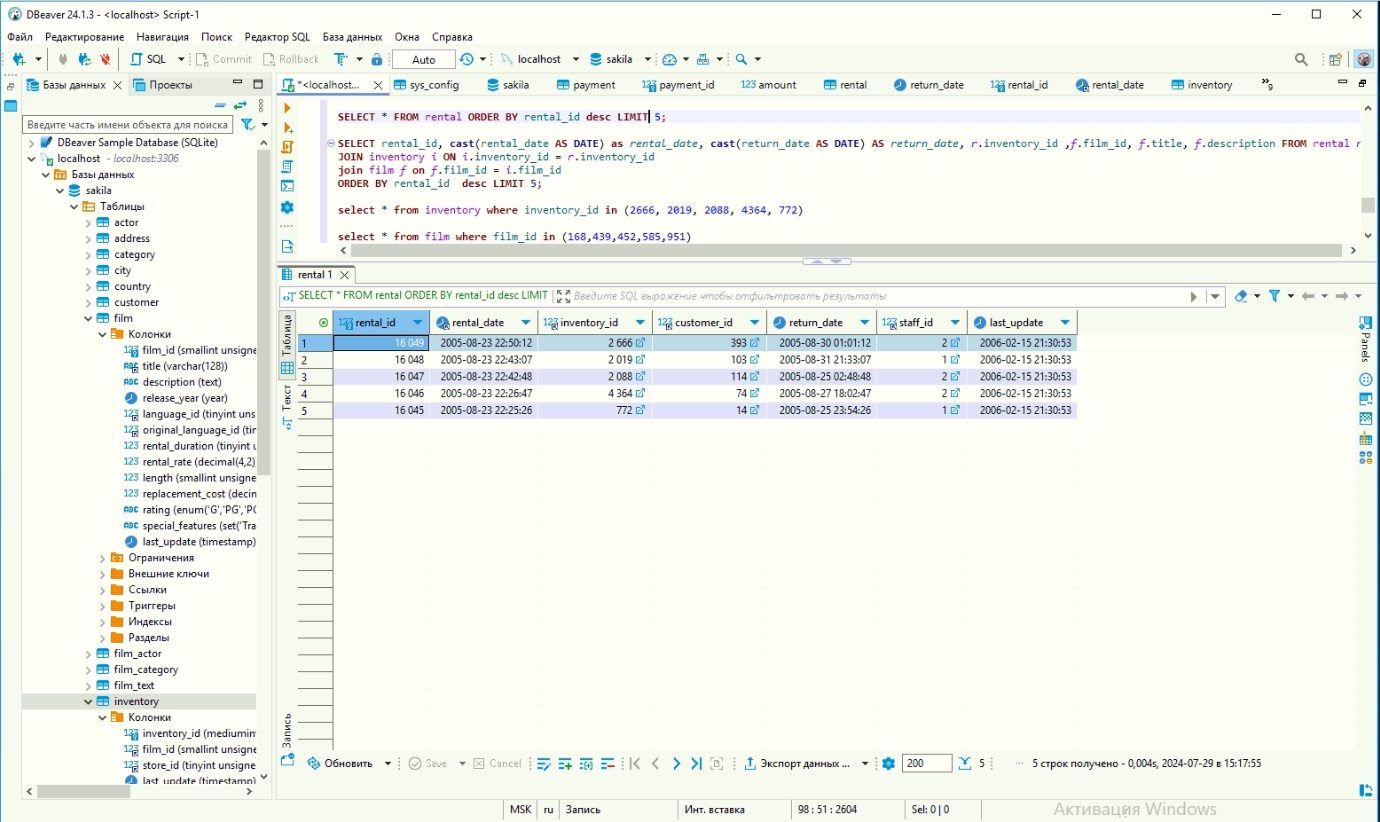 DBeaver 24.1.3 - <localhost> Script-1
Файл Редактирование Навигация Поиск Редактор SQL База данных Окна Справка
SQL Commit Rollback Auto localhost sakila
Базы данных Проекты
*<localhost... sys_config sakila payment payment_id amount rental return_date rental_id rental_date inventory »9
Введите часть имени объекта для поиска
DBeaver Sample Database (SQLite)
localhost - localhost:3306
Базы данных
sakila
Таблицы
actor
address
category
city
country
customer
film
Колонки
film_id (smallint unsigne
title (varchar(128))
description (text)
release_year (year)
language_id (tinyint uns
original_language_id (tin
rental_duration (tinyint u
rental_rate (decimal(4,2)
length (smallint unsigne
replacement_cost (decin
rating (enum('G','PG','PG
special_features (set('Tra
last_update (timestamp)
Ограничения
Внешние ключи
Ссылки
Триггеры
Индексы
Разделы
film_actor
film_category
film_text
inventory
Колонки
inventory_id (mediumin
film_id (smallint unsigne
store_id (tinyint unsigne
last_update (timestamp)
SELECT * FROM rental ORDER BY rental_id desc LIMIT 5;
SELECT rental_id, cast(rental_date AS DATE) as rental_date, cast(return_date AS DATE) AS return_date, r.inventory_id ,f.film_id, f.title, f.description FROM rental r
JOIN inventory i ON i.inventory_id = r.inventory_id
join film f on f.film_id = i.film_id
ORDER BY rental_id  desc LIMIT 5;
select * from inventory where inventory_id in (2666, 2019, 2088, 4364, 772)
select * from film where film_id in (168,439,452,585,951)
rental 1
SELECT * FROM rental ORDER BY rental_id desc LIMIT Введите SQL выражение чтобы отфильтровать результаты
Таблица
Текст
Запись
rental_id rental_date inventory_id customer_id return_date staff_id last_update
1 16 049 2005-08-23 22:50:12 2 666 393 2005-08-30 01:01:12 2 2006-02-15 21:30:53
2 16 048 2005-08-23 22:43:07 2 019 103 2005-08-31 21:33:07 1 2006-02-15 21:30:53
3 16 047 2005-08-23 22:42:48 2 088 114 2005-08-25 02:48:48 2 2006-02-15 21:30:53
4 16 046 2005-08-23 22:26:47 4 364 74 2005-08-27 18:02:47 2 2006-02-15 21:30:53
5 16 045 2005-08-23 22:25:26 772 14 2005-08-25 23:54:26 1 2006-02-15 21:30:53
Panels
Обновить Save Cancel Экспорт данных ... 200 5 5 строк получено - 0,004s, 2024-07-29 в 15:17:55
MSK ru Запись Инт. вставка 98 : 51 : 2604 Sel: 0 | 0
Активация Windows